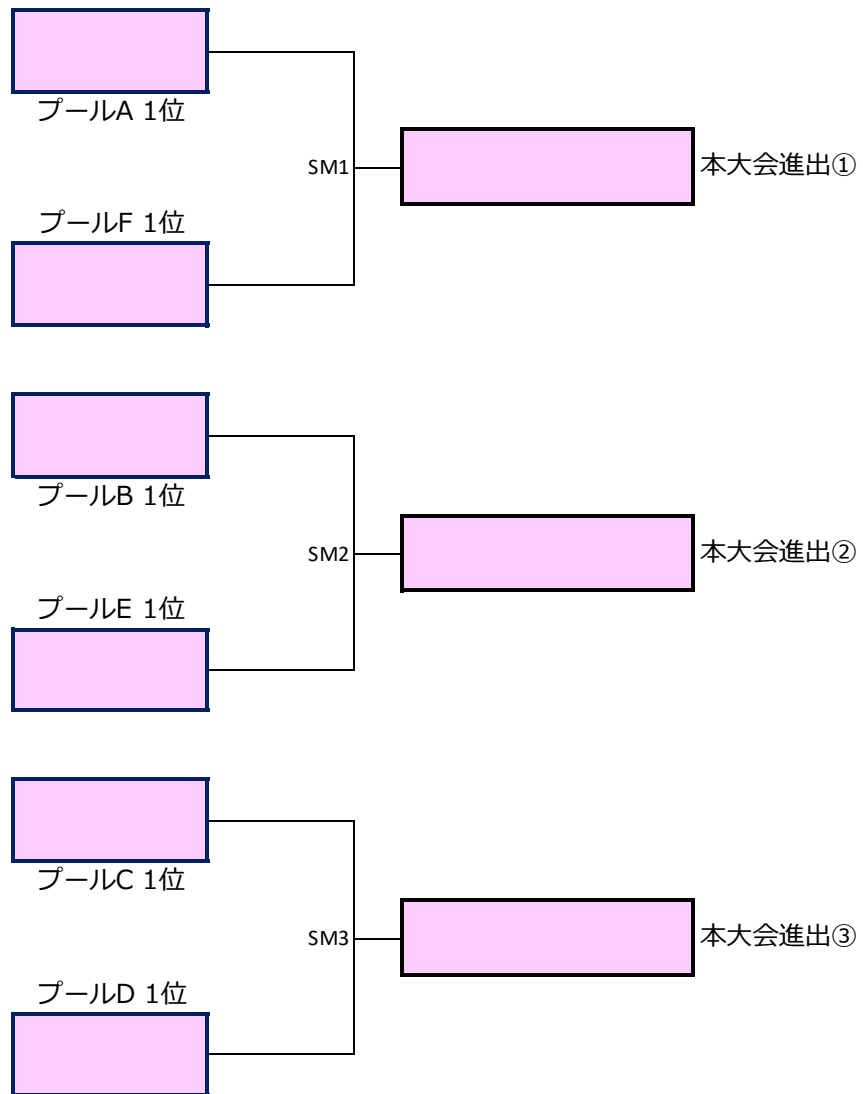 プールA 1位
SM1
本大会進出①
プールF 1位
プールB 1位
SM2
本大会進出②
プールE 1位
プールC 1位
SM3
本大会進出③
プールD 1位